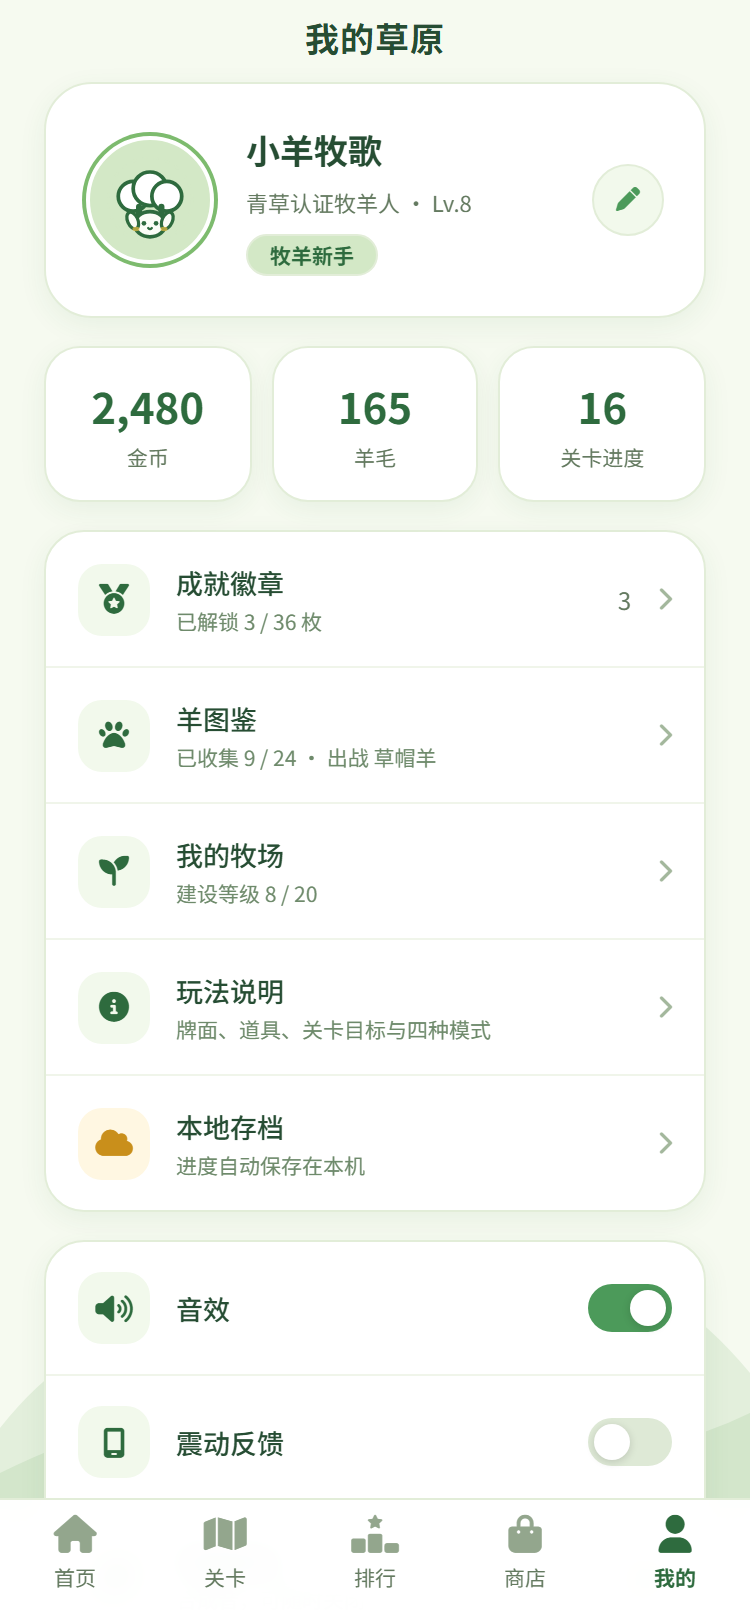 我的草原
小羊牧歌
青草认证牧羊人 • Lv.8
牧羊新手
2,480
金币
165
羊毛
16
关卡进度
成就徽章
已解锁 3 / 36 枚
3
羊图鉴
已收集 9 / 24 • 出战 草帽羊
我的牧场
建设等级 8 / 20
玩法说明
牌面、道具、关卡目标与四种模式
本地存档
进度自动保存在本机
音效
震动反馈
首页
关卡
排行
商店
我的